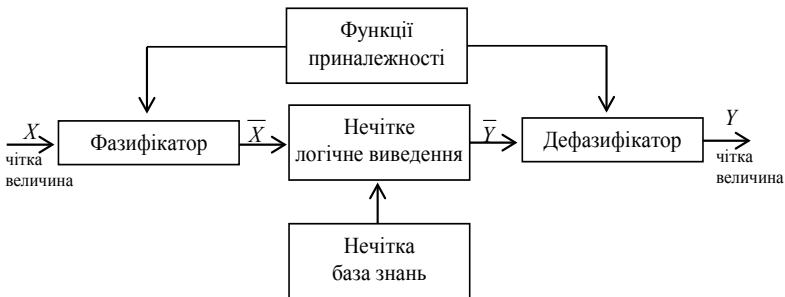 Функції
приналежності
X
чітка
величина
Фазифікатор
X̅
Нечітке
логічне виведення
Y̅
Дефазифікатор
Y
чітка
величина
Нечітка
база знань